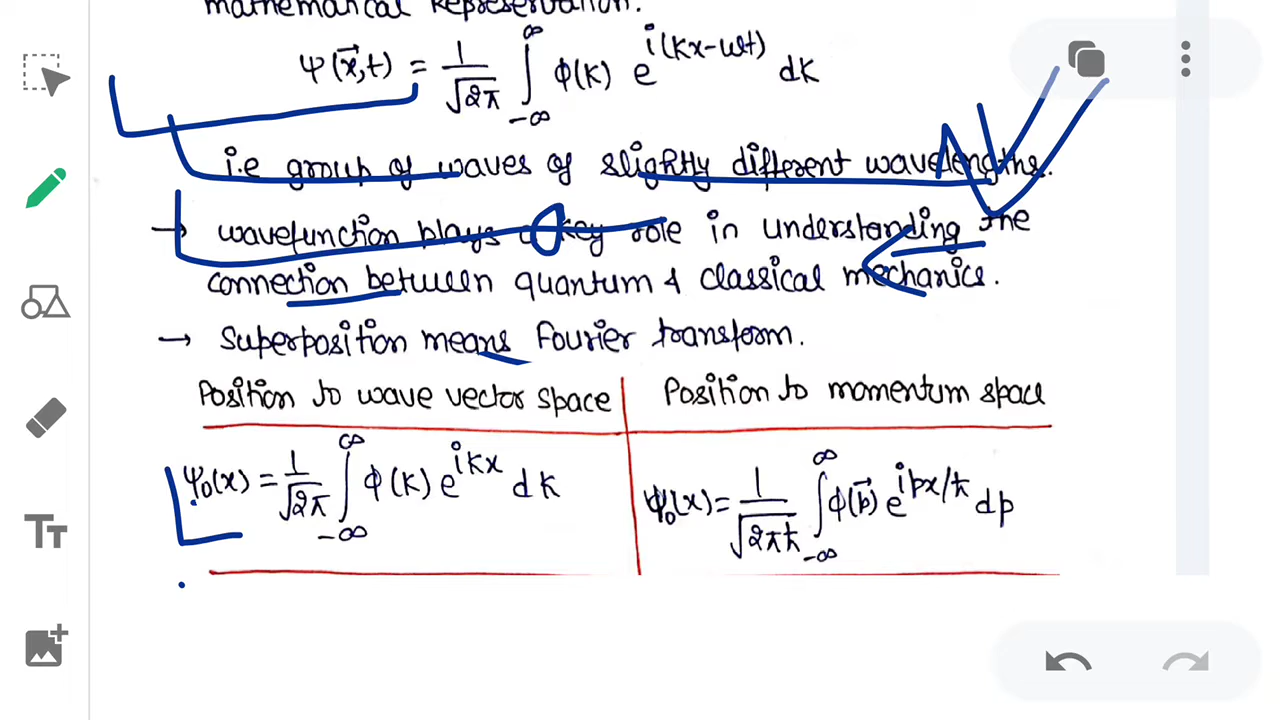 mathematical Representation.
Ψ(x⃗,t) = 1/√2π ∫_{-∞}^{∞} ϕ(k) e^{i(kx-ωt)} dk
i.e group of waves of slightly different wavelengths.
→ wavefunction plays a key role in understanding the
connection between quantum & classical mechanics.
→ Superposition means Fourier transform.
Position to wave vector space
Ψ₀(x) = 1/√2π ∫_{-∞}^{∞} ϕ(k) e^{ikx} dk
Position to momentum space
Ψ₀(x) = 1/√2πħ ∫_{-∞}^{∞} ϕ(p⃗) e^{ipx/ħ} dp